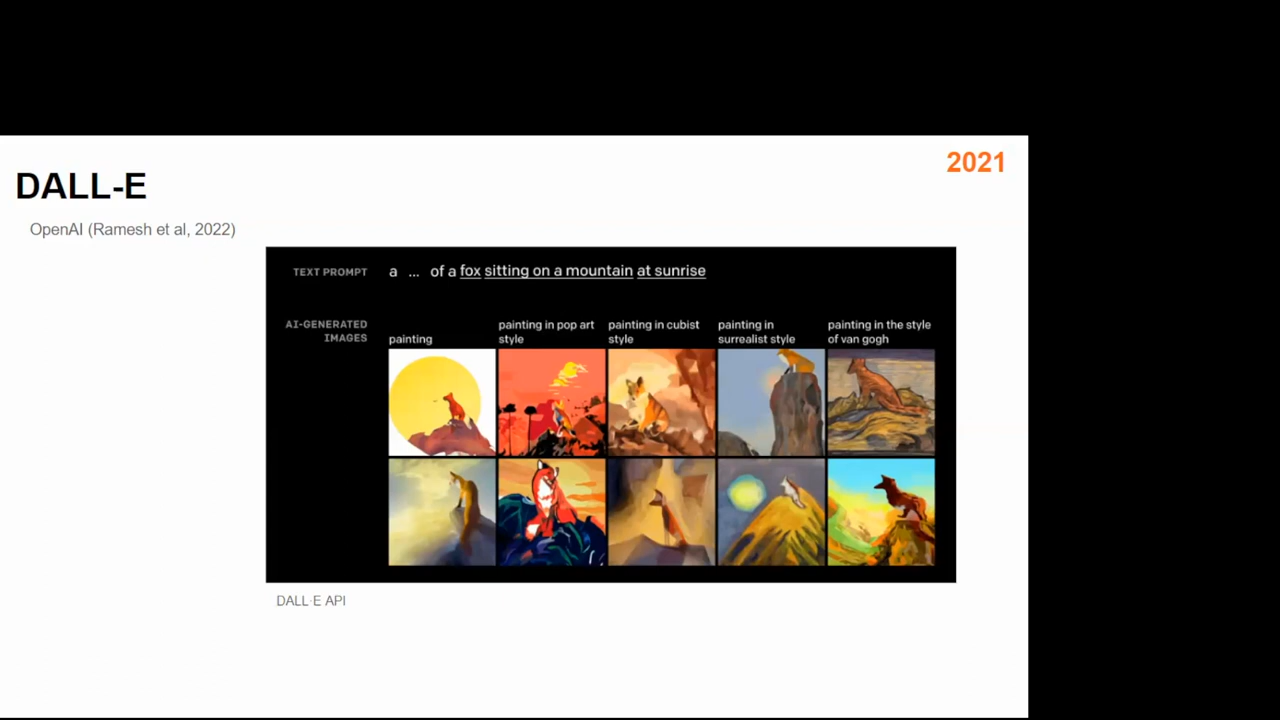 2021
DALL-E
OpenAI (Ramesh et al, 2022)
TEXT PROMPT a ... of a fox sitting on a mountain at sunrise
AI-GENERATED
IMAGES
painting
painting in pop art
style
painting in cubist
style
painting in
surrealist style
painting in the style
of van gogh
DALL·E API